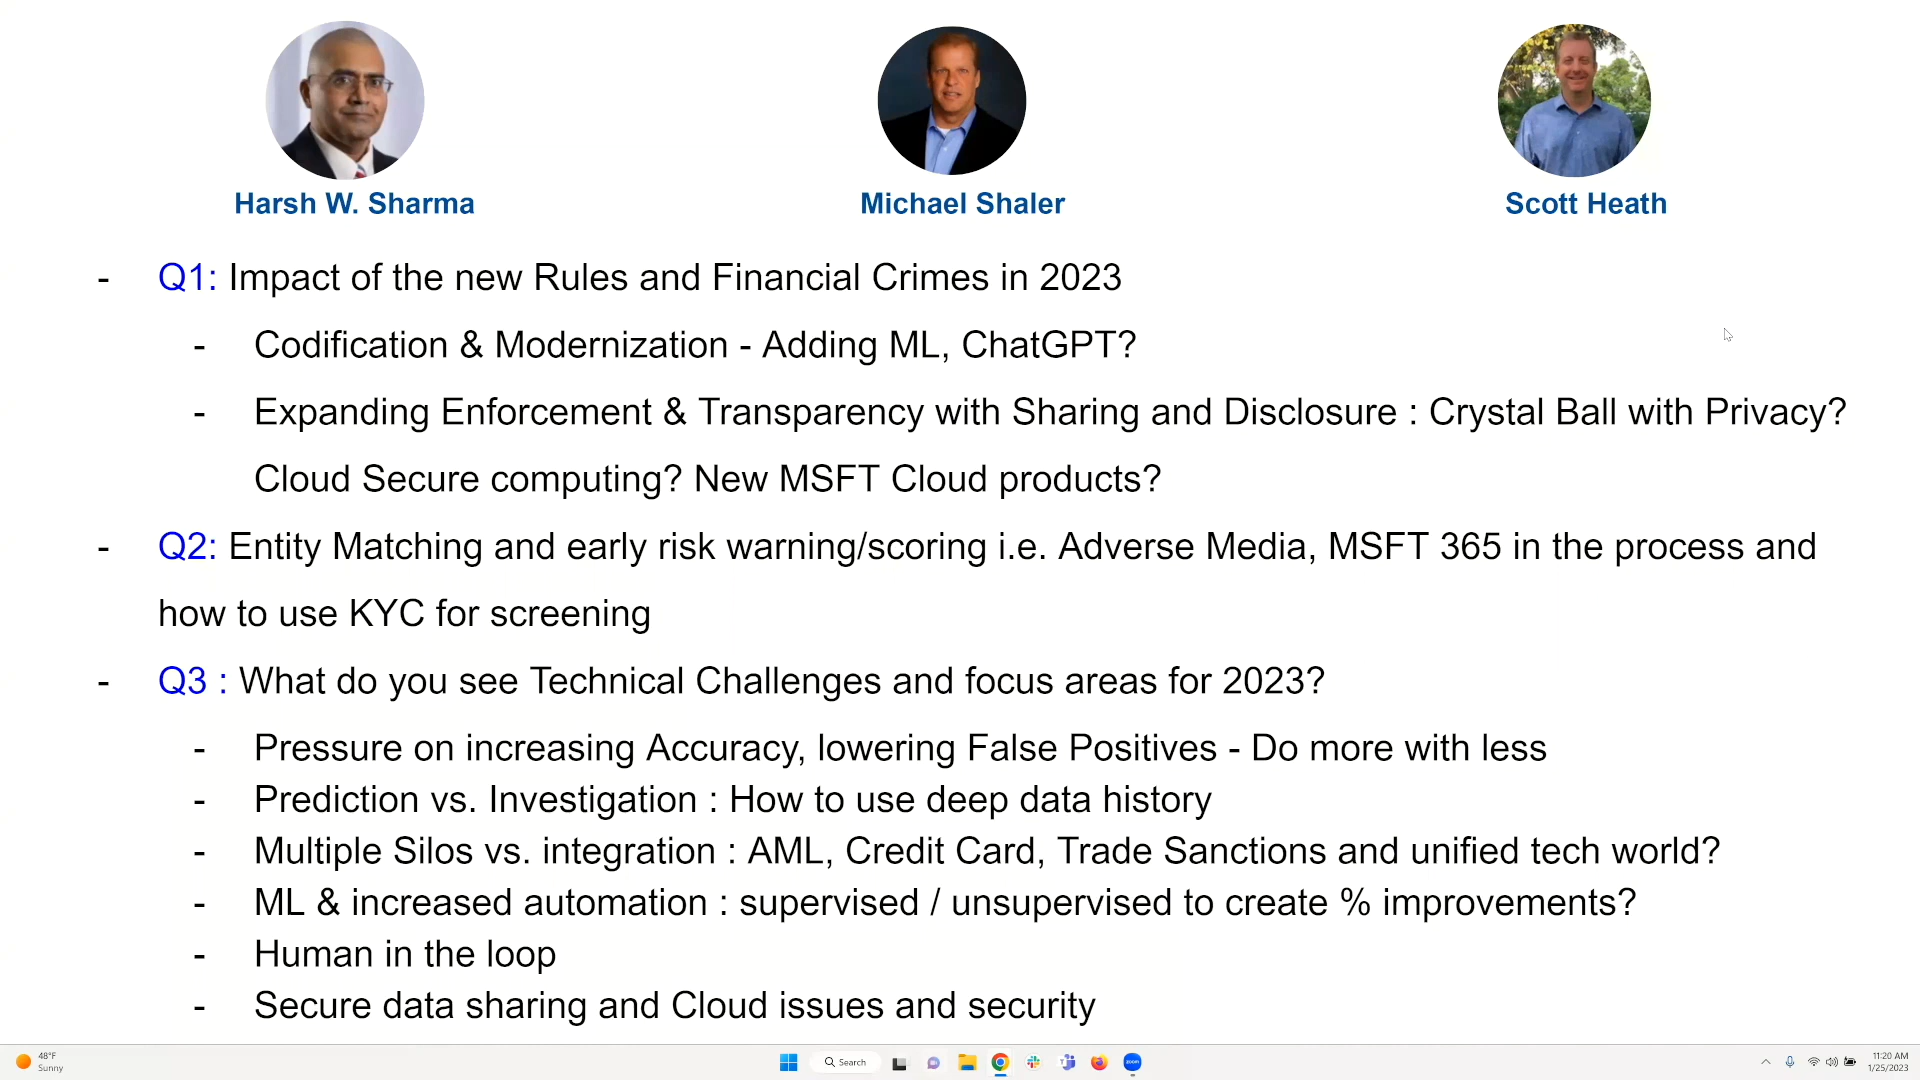 Harsh W. Sharma
Michael Shaler
Scott Heath
- Q1: Impact of the new Rules and Financial Crimes in 2023
- Codification & Modernization - Adding ML, ChatGPT?
- Expanding Enforcement & Transparency with Sharing and Disclosure : Crystal Ball with Privacy?
Cloud Secure computing? New MSFT Cloud products?
- Q2: Entity Matching and early risk warning/scoring i.e. Adverse Media, MSFT 365 in the process and
how to use KYC for screening
- Q3 : What do you see Technical Challenges and focus areas for 2023?
- Pressure on increasing Accuracy, lowering False Positives - Do more with less
- Prediction vs. Investigation : How to use deep data history
- Multiple Silos vs. integration : AML, Credit Card, Trade Sanctions and unified tech world?
- ML & increased automation : supervised / unsupervised to create % improvements?
- Human in the loop
- Secure data sharing and Cloud issues and security
48°F
Sunny
Search
zoom
11:20 AM
1/25/2023